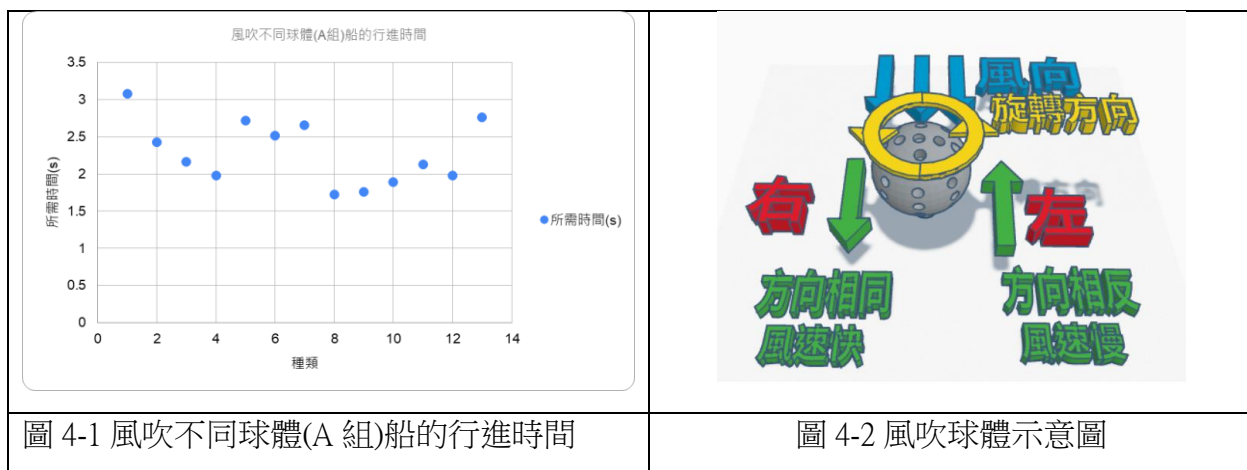 風吹不同球體(A組)船的行進時間
3.5
3
2.5
2
1.5
1
0.5
0
0 2 4 6 8 10 12 14
所需時間(s)
種類
所需時間(s)
圖 4-1 風吹不同球體(A 組)船的行進時間
風向
旋轉方向
右
左
方向相同
風速快
方向相反
風速慢
圖 4-2 風吹球體示意圖